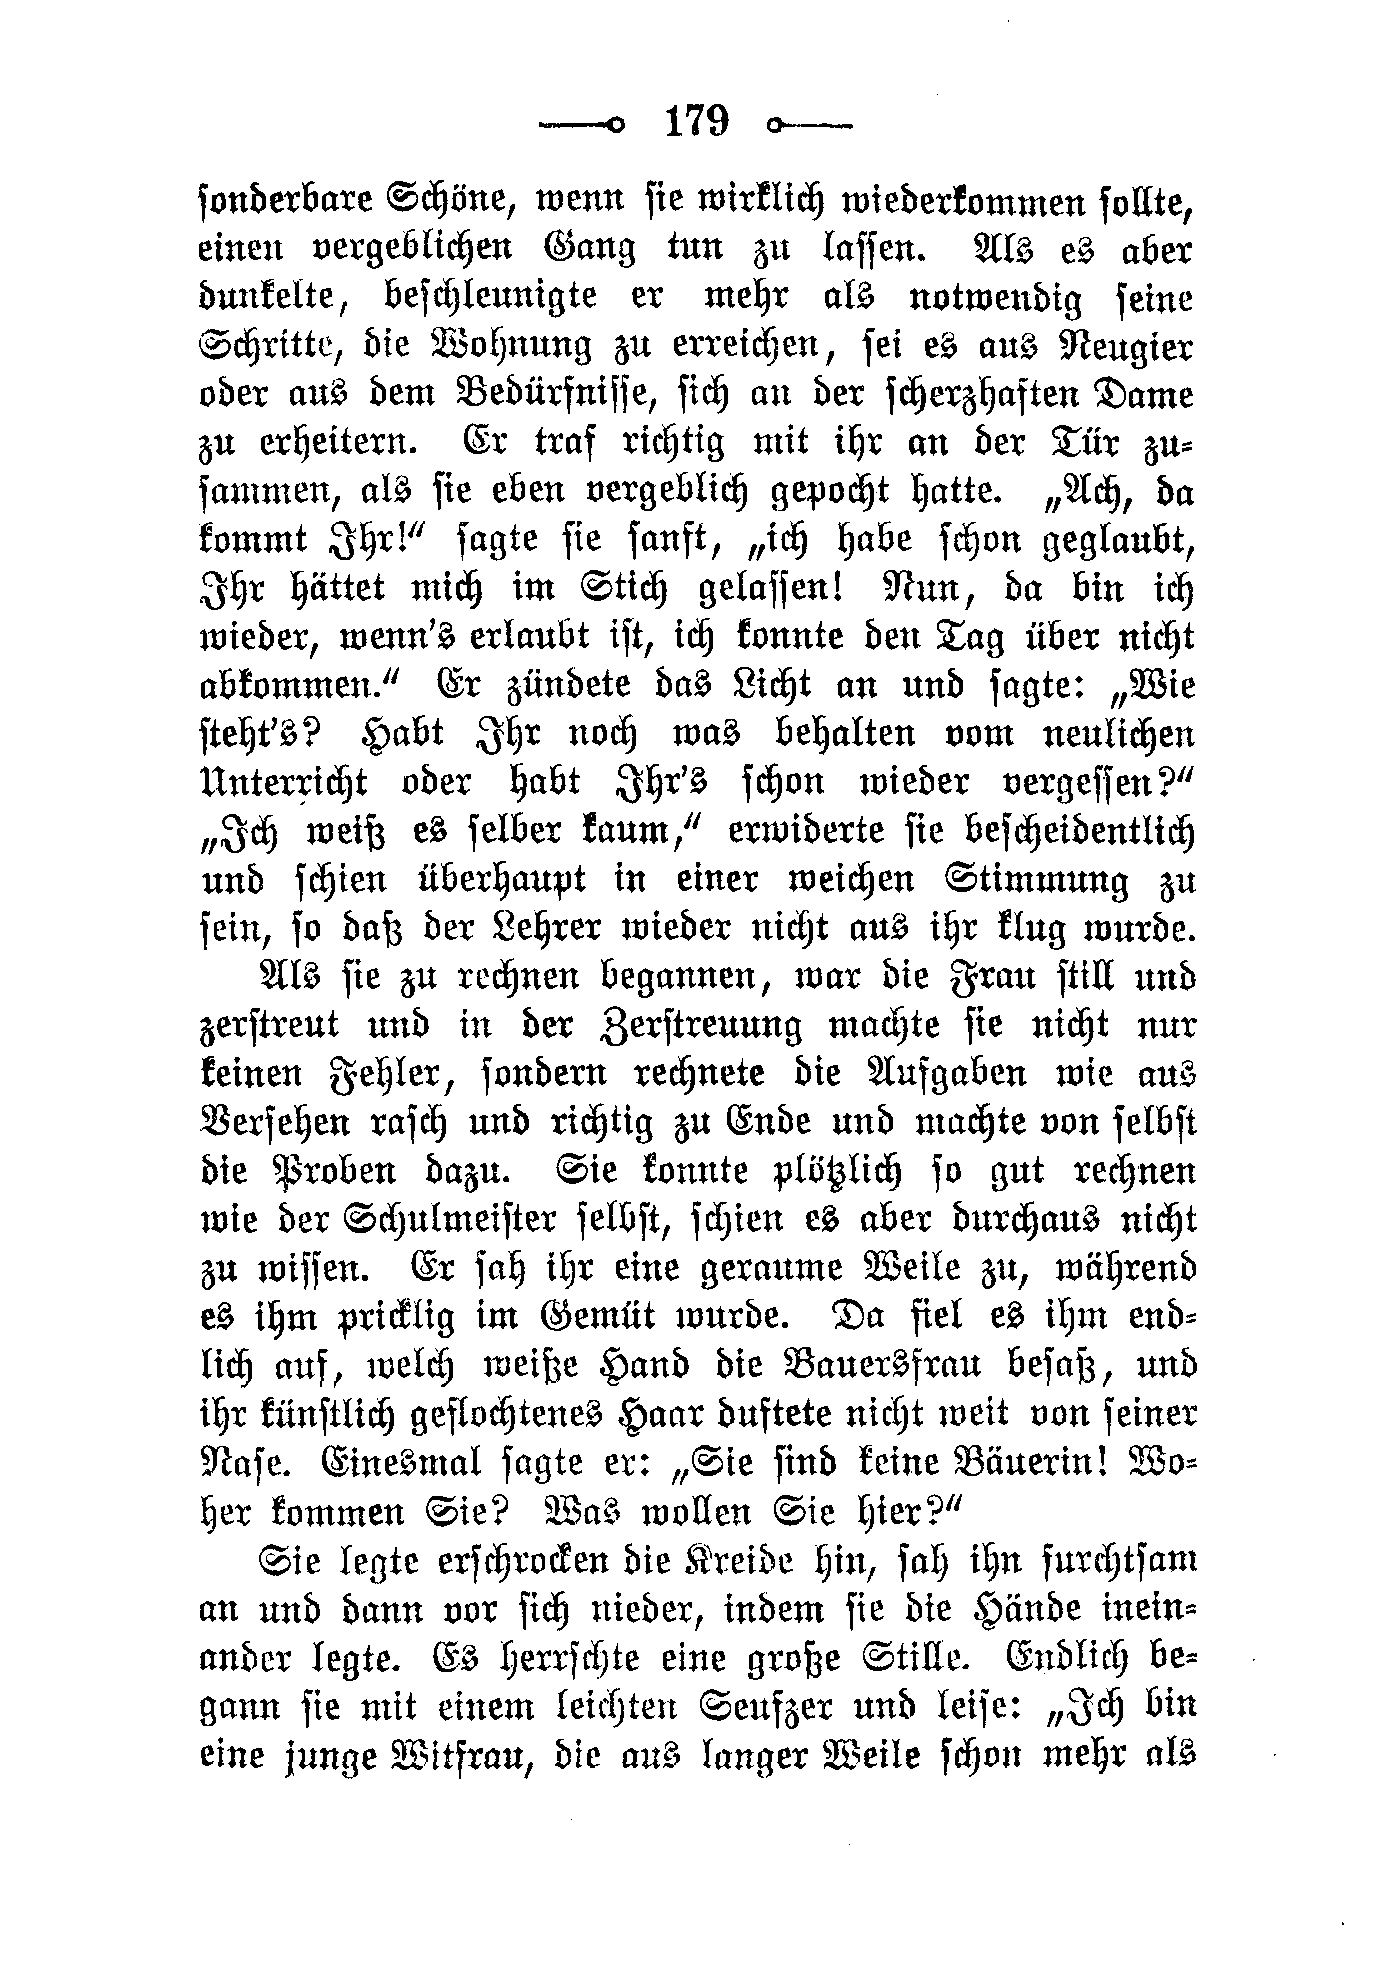 179
sonderbare Schöne, wenn sie wirklich wiederkommen sollte,
einen vergeblichen Gang tun zu lassen. Als es aber
dunkelte, beschleunigte er mehr als notwendig seine
Schritte, die Wohnung zu erreichen, sei es aus Neugier
oder aus dem Bedürfnisse, sich an der scherzhaften Dame
zu erheitern. Er traf richtig mit ihr an der Tür zu-
sammen, als sie eben vergeblich gepocht hatte. „Ach, da
kommt Ihr!“ sagte sie sanft, „ich habe schon geglaubt,
Ihr hättet mich im Stich gelassen! Nun, da bin ich
wieder, wenn's erlaubt ist, ich konnte den Tag über nicht
abkommen.“ Er zündete das Licht an und sagte: „Wie
steht's? Habt Ihr noch was behalten vom neulichen
Unterricht oder habt Ihr's schon wieder vergessen?“
„Ich weiß es selber kaum,“ erwiderte sie bescheidentlich
und schien überhaupt in einer weichen Stimmung zu
sein, so daß der Lehrer wieder nicht aus ihr klug wurde.
Als sie zu rechnen begannen, war die Frau still und
zerstreut und in der Zerstreuung machte sie nicht nur
keinen Fehler, sondern rechnete die Aufgaben wie aus
Versehen rasch und richtig zu Ende und machte von selbst
die Proben dazu. Sie konnte plötzlich so gut rechnen
wie der Schulmeister selbst, schien es aber durchaus nicht
zu wissen. Er sah ihr eine geraume Weile zu, während
es ihm pricklig im Gemüt wurde. Da fiel es ihm end-
lich auf, welch weiße Hand die Bauersfrau besaß, und
ihr künstlich geflochtenes Haar duftete nicht weit von seiner
Nase. Einesmal sagte er: „Sie sind keine Bäuerin! Wo-
her kommen Sie? Was wollen Sie hier?“
Sie legte erschrocken die Kreide hin, sah ihn furchtsam
an und dann vor sich nieder, indem sie die Hände inein-
ander legte. Es herrschte eine große Stille. Endlich be-
gann sie mit einem leichten Seufzer und leise: „Ich bin
eine junge Witfrau, die aus langer Weile schon mehr als